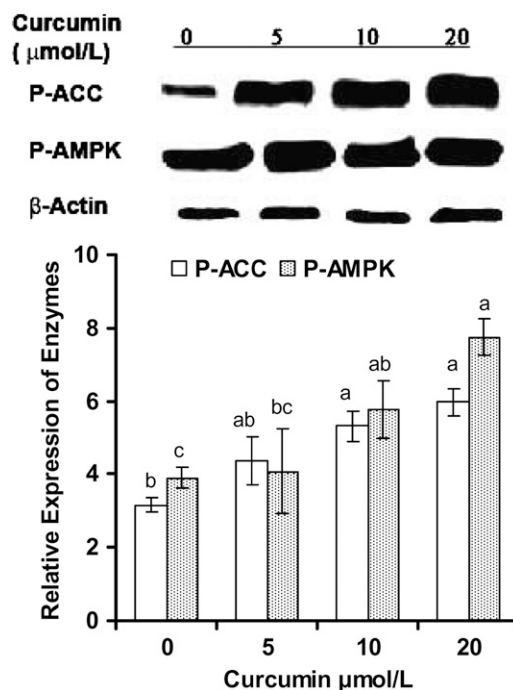 Curcumin
( μmol/L)
0 5 10 20
P-ACC
P-AMPK
β-Actin
10
8
6
4
2
0
Relative Expression of Enzymes
P-ACC P-AMPK
b c ab bc a ab a a
0 5 10 20
Curcumin μmol/L